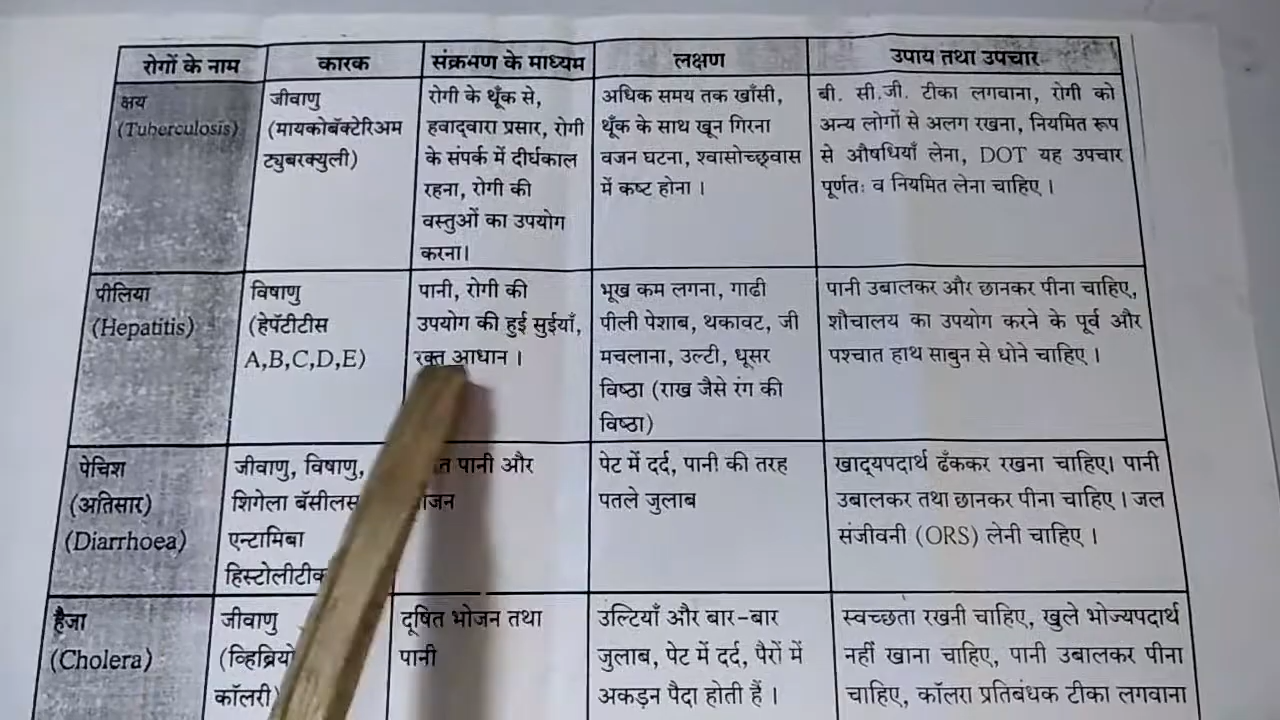 रोगों के नाम
कारक
संक्रमण के माध्यम
लक्षण
उपाय तथा उपचार
क्षय
(Tuberculosis)
जीवाणु
(मायकोबॅक्टेरिअम
ट्युबरक्युली)
रोगी के थूँक से,
हवाद्वारा प्रसार, रोगी
के संपर्क में दीर्घकाल
रहना, रोगी की
वस्तुओं का उपयोग
करना।
अधिक समय तक खाँसी,
थूँक के साथ खून गिरना
वजन घटना, श्वासोच्छ्वास
में कष्ट होना ।
बी. सी.जी. टीका लगवाना, रोगी को
अन्य लोगों से अलग रखना, नियमित रूप
से औषधियाँ लेना, DOT यह उपचार
पूर्णतः व नियमित लेना चाहिए ।
पीलिया
(Hepatitis)
विषाणु
(हेपॅटीटीस
A,B,C,D,E)
पानी, रोगी की
उपयोग की हुई सुईयाँ,
रक्त आधान ।
भूख कम लगना, गाढी
पीली पेशाब, थकावट, जी
मचलाना, उल्टी, धूसर
विष्ठा (राख जैसे रंग की
विष्ठा)
पानी उबालकर और छानकर पीना चाहिए,
शौचालय का उपयोग करने के पूर्व और
पश्चात हाथ साबुन से धोने चाहिए ।
पेचिश
(अतिसार)
(Diarrhoea)
जीवाणु, विषाणु,
शिगेला बॅसीलस
एन्टामिबा
पानी और
पेट में दर्द, पानी की तरह
पतले जुलाब
खाद्यपदार्थ ढँककर रखना चाहिए। पानी
उबालकर तथा छानकर पीना चाहिए । जल
संजीवनी (ORS) लेनी चाहिए ।
हैजा
(Cholera)
जीवाणु
(व्हिब्रियो
कॉलरी)
दूषित भोजन तथा
पानी
उल्टियाँ और बार-बार
जुलाब, पेट में दर्द, पैरों में
अकड़न पैदा होती हैं ।
स्वच्छता रखनी चाहिए, खुले भोज्यपदार्थ
नहीं खाना चाहिए, पानी उबालकर पीना
चाहिए, कॉलरा प्रतिबंधक टीका लगवाना